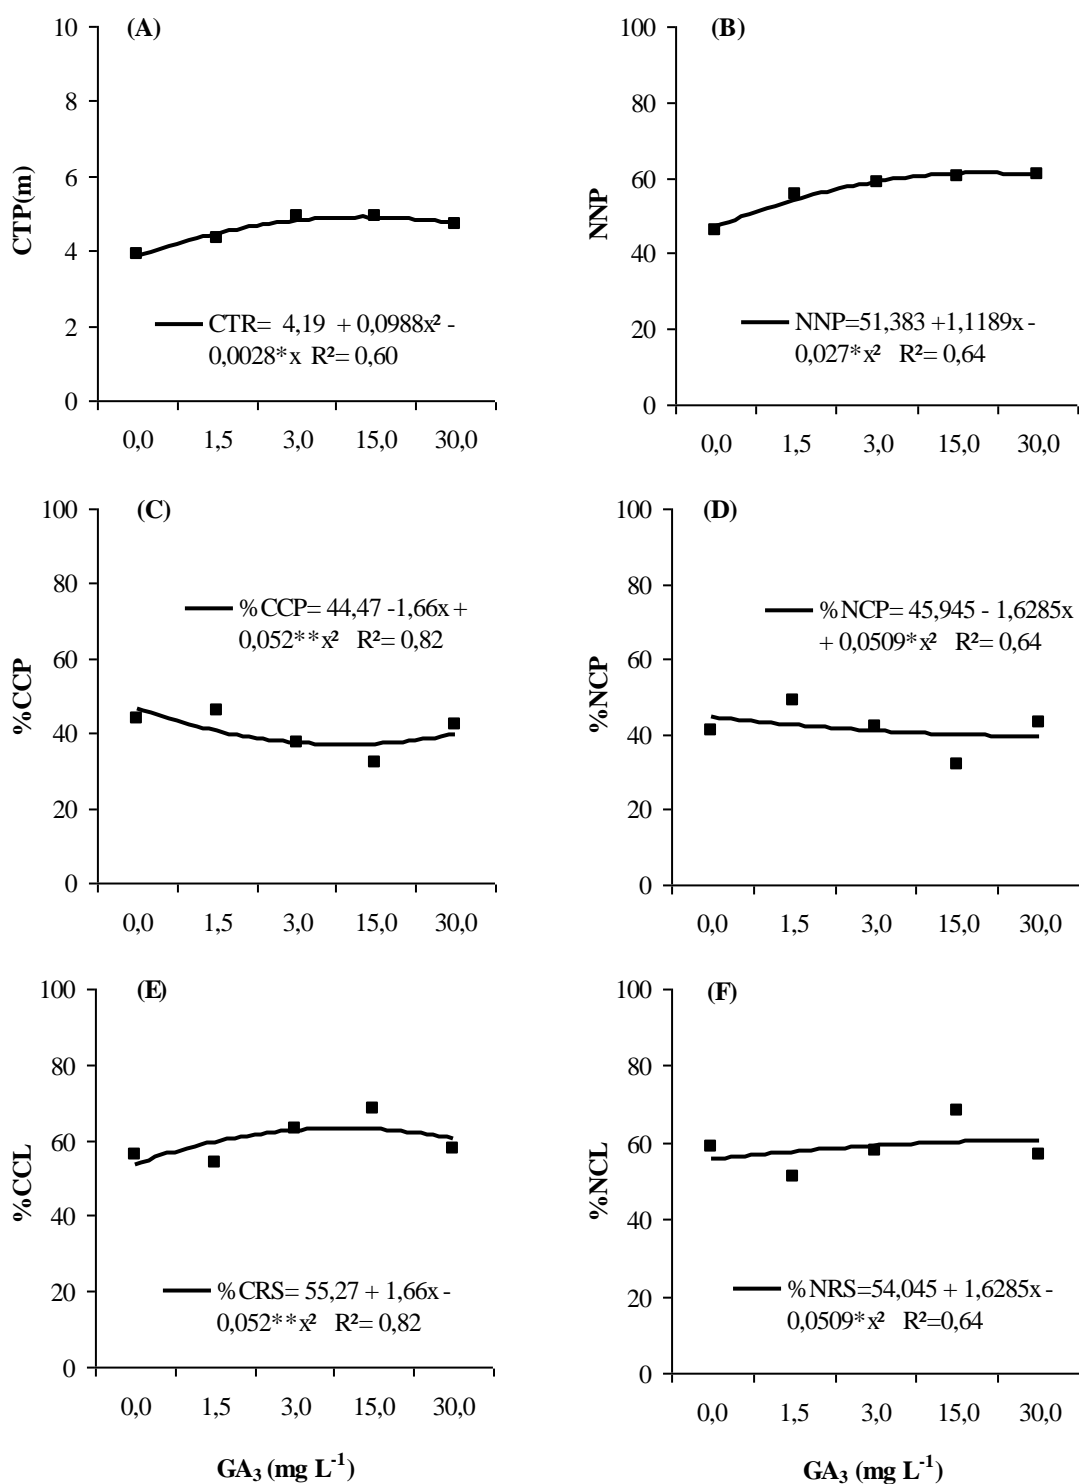 (A)
10
8
6
4
2
0
CTP(m)
CTR= 4,19 + 0,0988x² -
0,0028*x R²= 0,60
0,0 1,5 3,0 15,0 30,0
(B)
100
80
60
40
20
0
NNP
NNP=51,383 +1,1189x -
0,027*x² R²= 0,64
0,0 1,5 3,0 15,0 30,0
(C)
100
80
60
40
20
0
%CCP
%CCP= 44,47 -1,66x +
0,052**x² R²= 0,82
0,0 1,5 3,0 15,0 30,0
(D)
100
80
60
40
20
0
%NCP
%NCP= 45,945 - 1,6285x
+ 0,0509*x² R²= 0,64
0,0 1,5 3,0 15,0 30,0
(E)
100
80
60
40
20
0
%CCL
%CRS= 55,27 + 1,66x -
0,052**x² R²= 0,82
0,0 1,5 3,0 15,0 30,0
GA₃ (mg L⁻¹)
(F)
100
80
60
40
20
0
%NCL
%NRS=54,045 + 1,6285x -
0,0509*x² R²=0,64
0,0 1,5 3,0 15,0 30,0
GA₃ (mg L⁻¹)